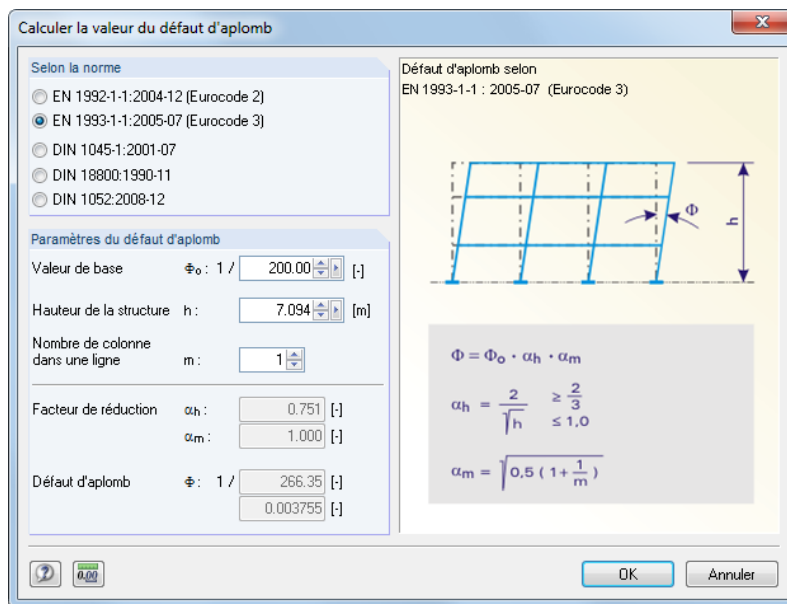 Calculer la valeur du défaut d'aplomb
Selon la norme
EN 1992-1-1:2004-12 (Eurocode 2)
EN 1993-1-1:2005-07 (Eurocode 3)
DIN 1045-1:2001-07
DIN 18800:1990-11
DIN 1052:2008-12
Paramètres du défaut d'aplomb
Valeur de base Φo : 1 / 200.00 [-]
Hauteur de la structure h : 7.094 [m]
Nombre de colonne
dans une ligne m : 1
Facteur de réduction αh : 0.751 [-]
αm : 1.000 [-]
Défaut d'aplomb Φ: 1 / 266.35 [-]
0.003755 [-]
Défaut d'aplomb selon
EN 1993-1-1 : 2005-07 (Eurocode 3)
Φ
h
Φ = Φo · αh · αm
αh = 2 / √h ≥ 2/3 ≤ 1,0
αm = √0,5 ( 1 + 1/m )
0.00
OK Annuler